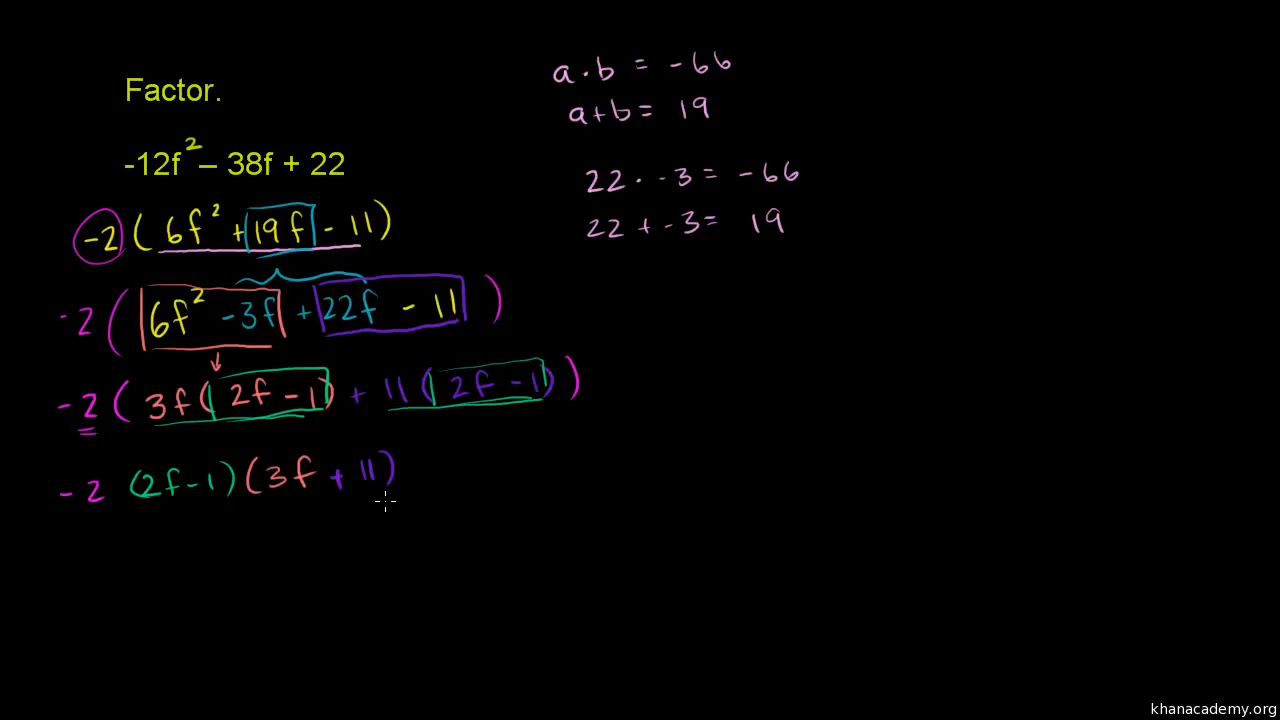 Factor.
-12f² – 38f + 22
-2 ( 6f² + 19f - 11 )
-2 ( 6f² - 3f + 22f - 11 )
-2 ( 3f ( 2f - 1 ) + 11 ( 2f - 1 ) )
-2 (2f-1) (3f + 11)
a · b = -66
a+b = 19
22 · -3 = -66
22 + -3 = 19
khanacademy.org